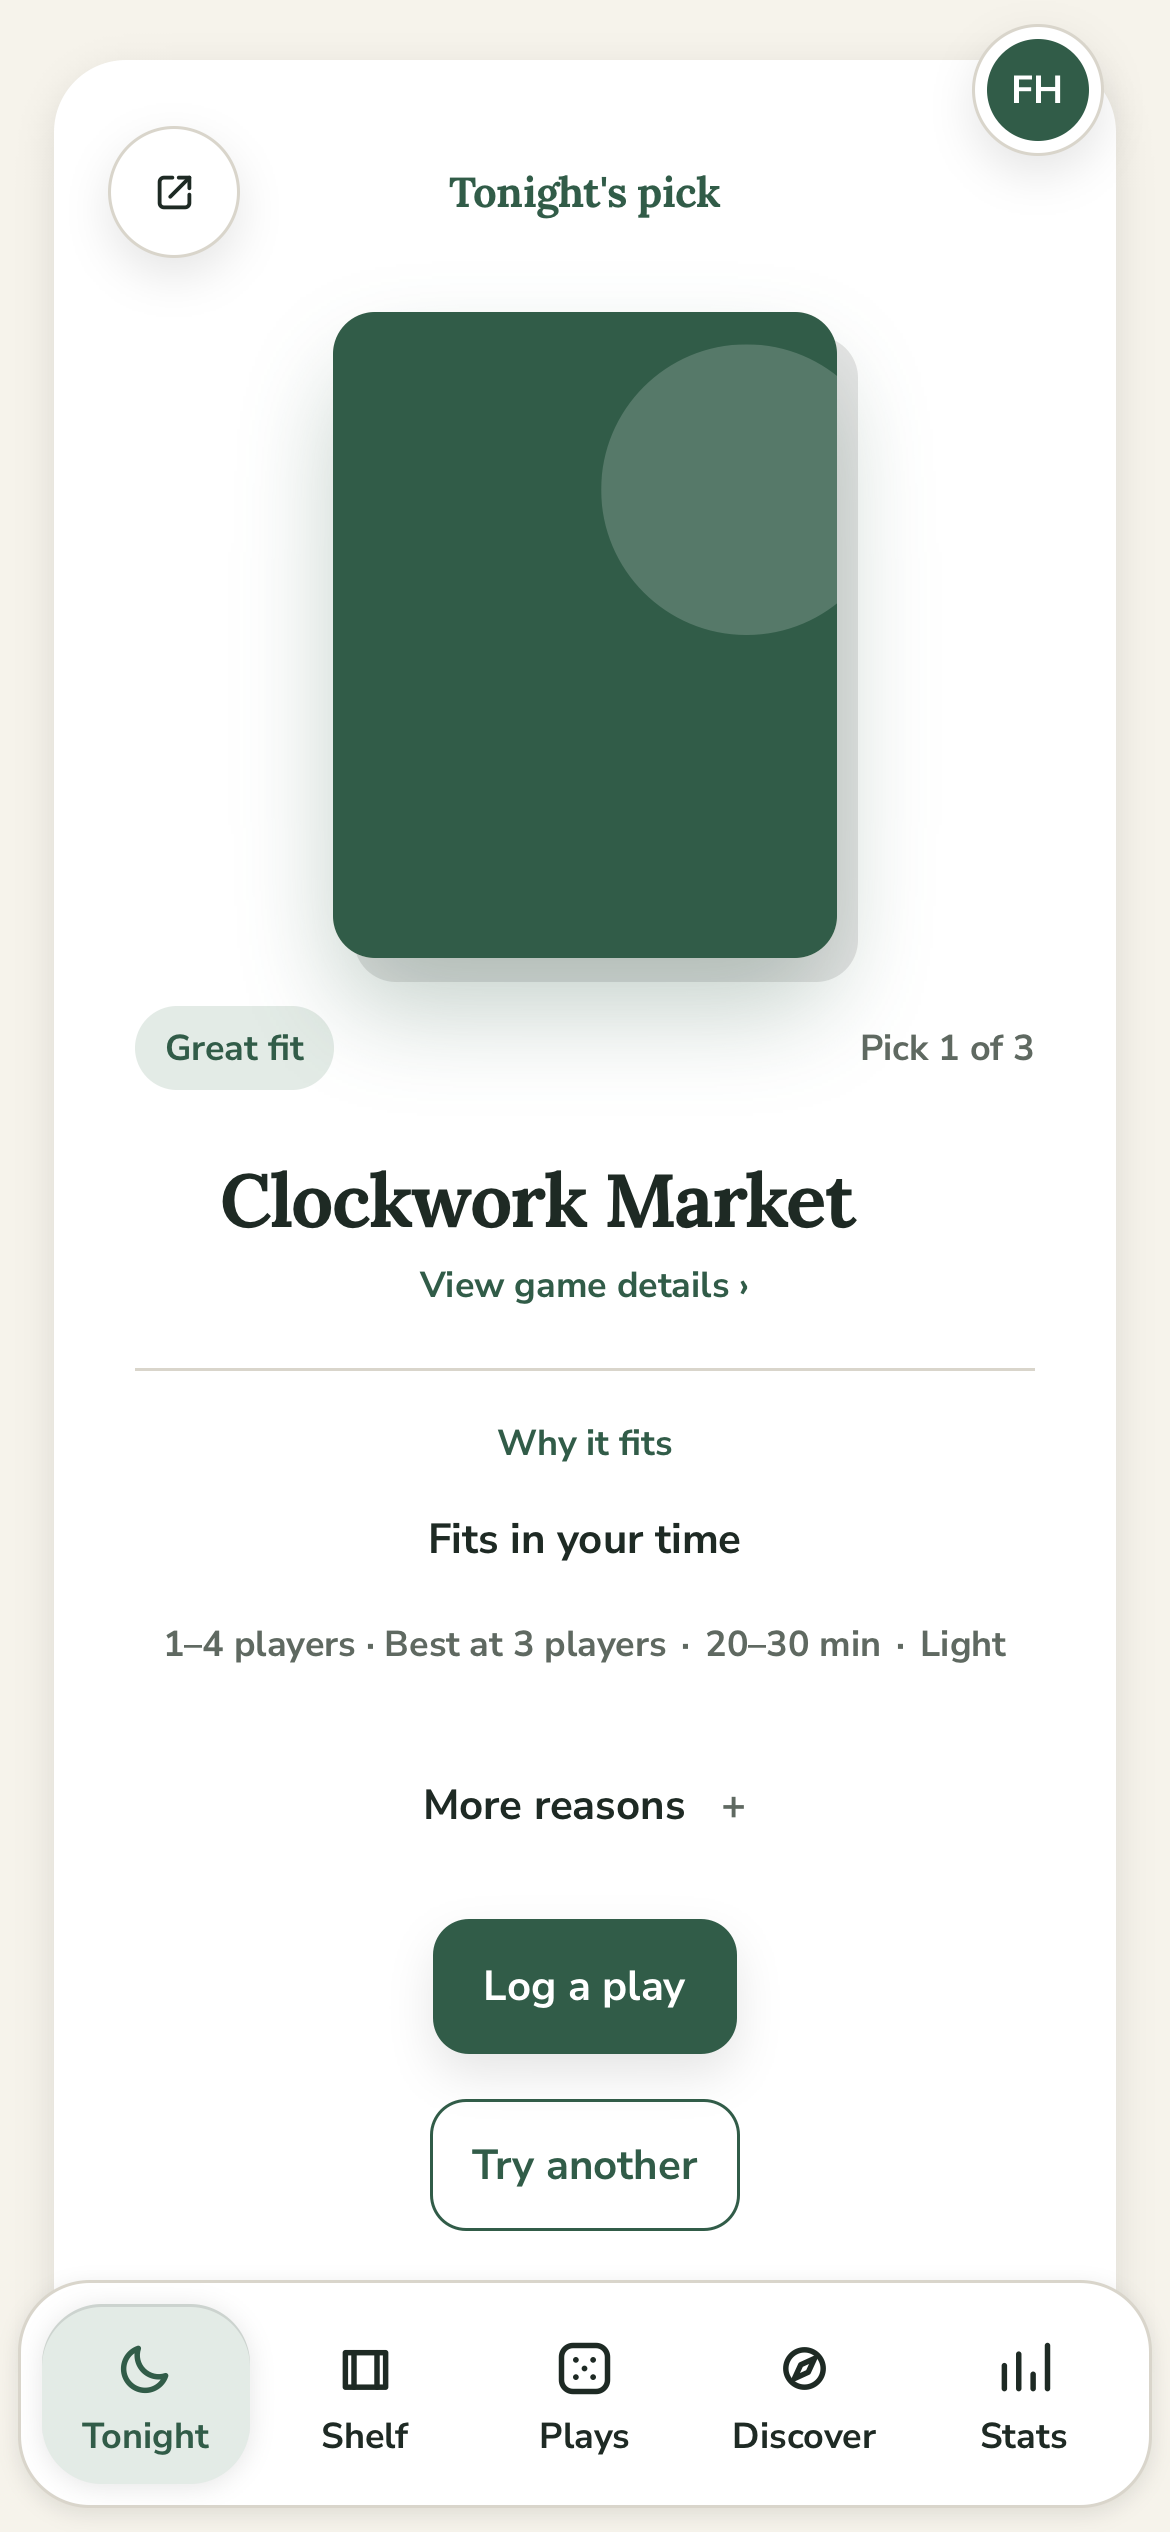 FH
Tonight's pick
Great fit
Pick 1 of 3
Clockwork Market
View game details ›
Why it fits
Fits in your time
1–4 players · Best at 3 players · 20–30 min · Light
More reasons +
Log a play
Try another
Tonight
Shelf
Plays
Discover
Stats